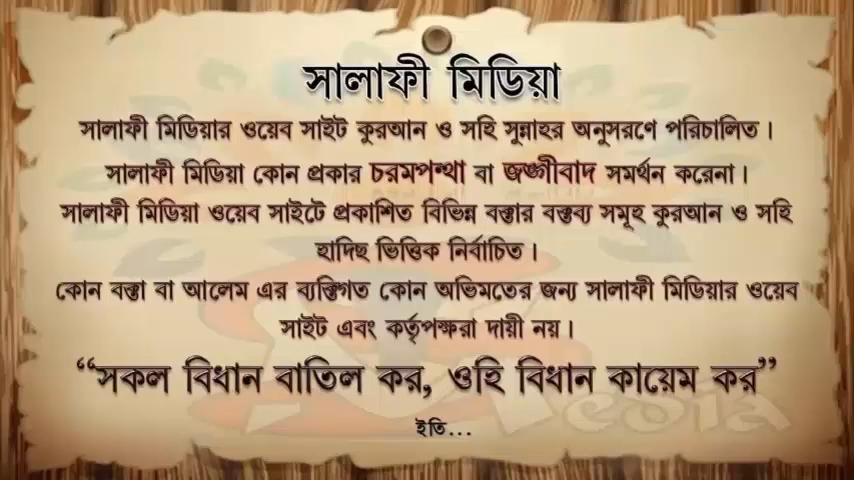 সালাফী মিডিয়া
সালাফী মিডিয়ার ওয়েব সাইট কুরআন ও সহি সুন্নাহর অনুসরণে পরিচালিত।
সালাফী মিডিয়া কোন প্রকার চরমপন্থা বা জঙ্গীবাদ সমর্থন করেনা।
সালাফী মিডিয়া ওয়েব সাইটে প্রকাশিত বিভিন্ন বক্তার বক্তব্য সমূহ কুরআন ও সহি
হাদিছ ভিত্তিক নির্বাচিত।
কোন বক্তা বা আলেম এর ব্যক্তিগত কোন অভিমতের জন্য সালাফী মিডিয়ার ওয়েব
সাইট এবং কর্তৃপক্ষরা দায়ী নয়।
“সকল বিধান বাতিল কর, ওহি বিধান কায়েম কর”
ইতি...